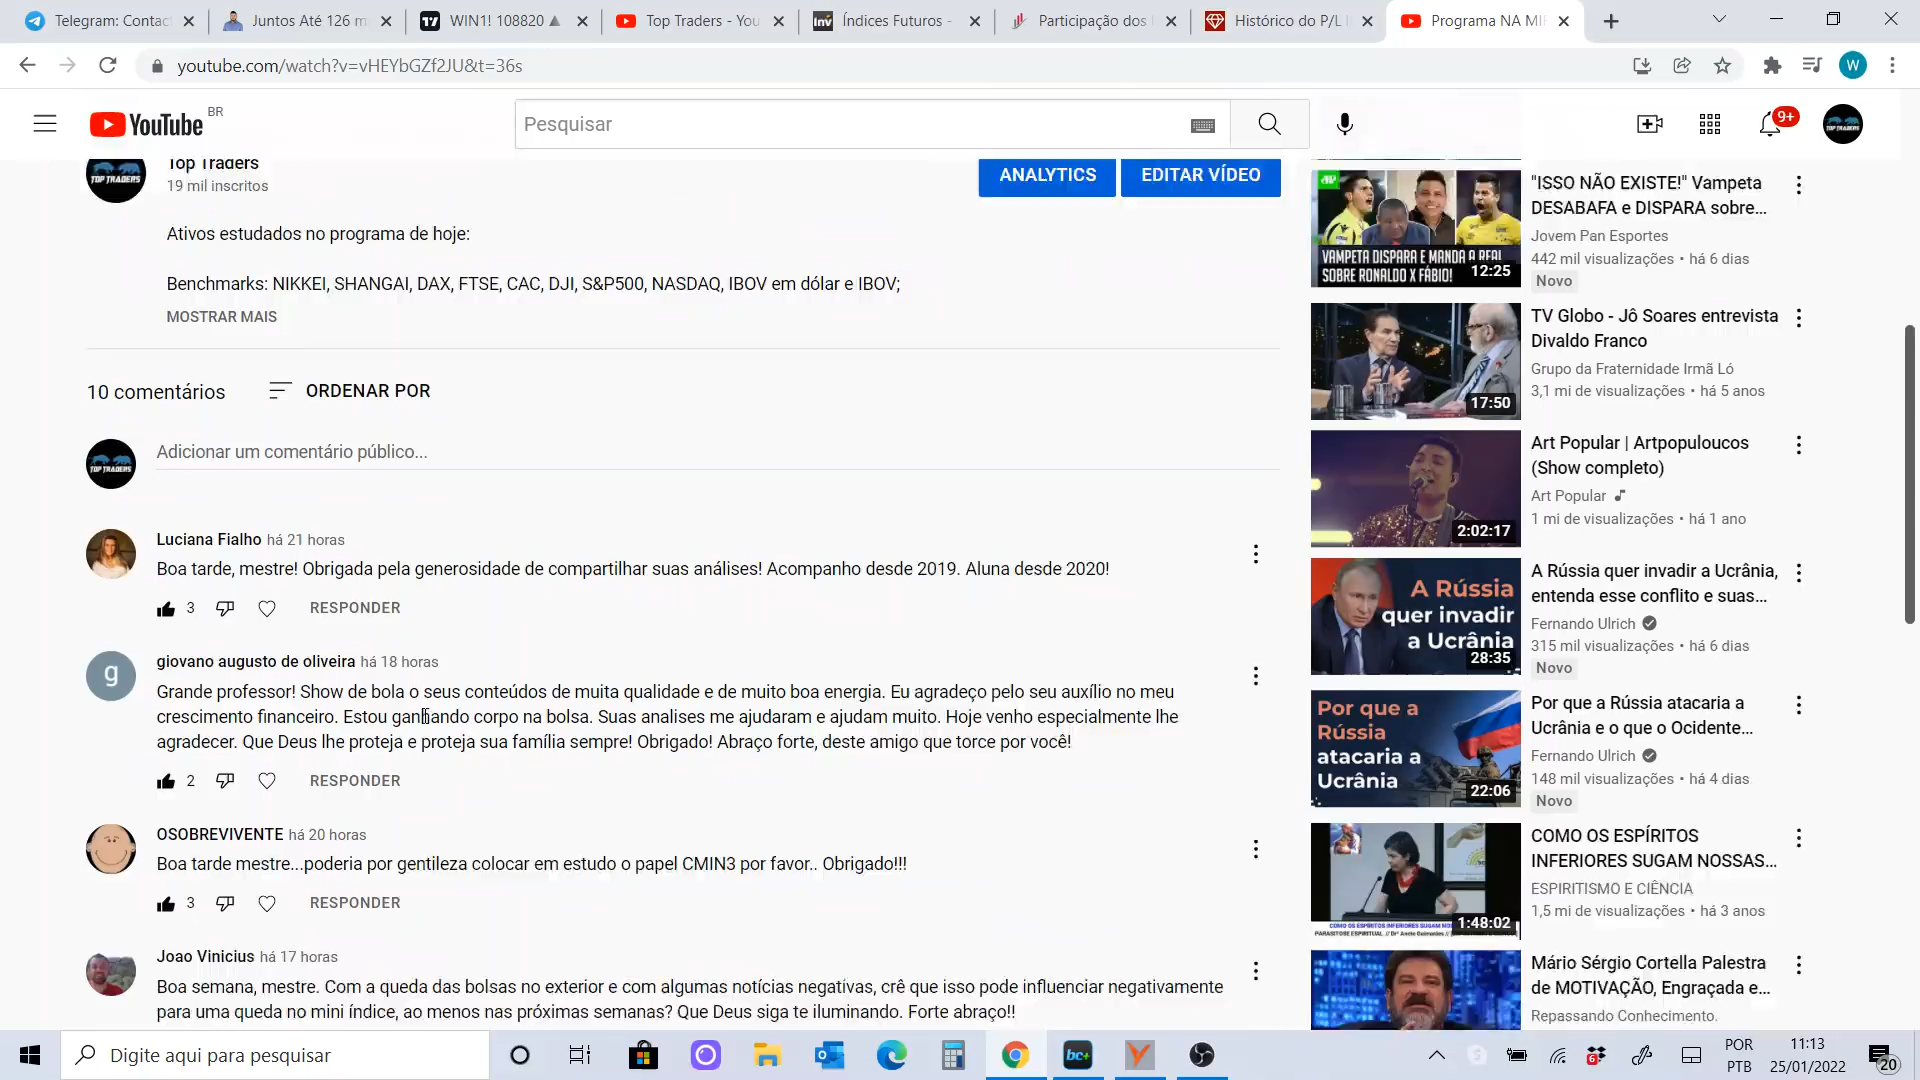 Telegram: Contac
Juntos Até 126 m
WIN1! 108820 ▲
Top Traders - You
Índices Futuros -
Participação dos
Histórico do P/L I
Programa NA MI
youtube.com/watch?v=vHEYbGZf2JU&t=36s
W
YouTube BR
Pesquisar
9+
Top Traders
19 mil inscritos
ANALYTICS
EDITAR VÍDEO
Ativos estudados no programa de hoje:
Benchmarks: NIKKEI, SHANGAI, DAX, FTSE, CAC, DJI, S&P500, NASDAQ, IBOV em dólar e IBOV;
MOSTRAR MAIS
10 comentários
ORDENAR POR
TOP TRADERS
Adicionar um comentário público...
Luciana Fialho há 21 horas
Boa tarde, mestre! Obrigada pela generosidade de compartilhar suas análises! Acompanho desde 2019. Aluna desde 2020!
3 RESPONDER
g
giovano augusto de oliveira há 18 horas
Grande professor! Show de bola o seus conteúdos de muita qualidade e de muito boa energia. Eu agradeço pelo seu auxílio no meu
crescimento financeiro. Estou ganhando corpo na bolsa. Suas analises me ajudaram e ajudam muito. Hoje venho especialmente lhe
agradecer. Que Deus lhe proteja e proteja sua família sempre! Obrigado! Abraço forte, deste amigo que torce por você!
2 RESPONDER
OSOBREVIVENTE há 20 horas
Boa tarde mestre...poderia por gentileza colocar em estudo o papel CMIN3 por favor.. Obrigado!!!
3 RESPONDER
Joao Vinicius há 17 horas
Boa semana, mestre. Com a queda das bolsas no exterior e com algumas notícias negativas, crê que isso pode influenciar negativamente
para uma queda no mini índice, ao menos nas próximas semanas? Que Deus siga te iluminando. Forte abraço!!
VAMPETA DISPARA E MANDA A REAL
SOBRE RONALDO X FÁBIO!
12:25
"ISSO NÃO EXISTE!" Vampeta
DESABAFA e DISPARA sobre...
Jovem Pan Esportes
442 mil visualizações • há 6 dias
Novo
17:50
TV Globo - Jô Soares entrevista
Divaldo Franco
Grupo da Fraternidade Irmã Ló
3,1 mi de visualizações • há 5 anos
2:02:17
Art Popular | Artpopuloucos
(Show completo)
Art Popular
1 mi de visualizações • há 1 ano
A Rússia
quer invadir
a Ucrânia
28:35
A Rússia quer invadir a Ucrânia,
entenda esse conflito e suas...
Fernando Ulrich
315 mil visualizações • há 6 dias
Novo
Por que a
Rússia
atacaria a
Ucrânia
22:06
Por que a Rússia atacaria a
Ucrânia e o que o Ocidente...
Fernando Ulrich
148 mil visualizações • há 4 dias
Novo
1:48:02
COMO OS ESPÍRITOS
INFERIORES SUGAM NOSSAS...
ESPIRITISMO E CIÊNCIA
1,5 mi de visualizações • há 3 anos
Mário Sérgio Cortella Palestra
de MOTIVAÇÃO, Engraçada e...
Repassando Conhecimento.
Digite aqui para pesquisar
bc+
6
POR
PTB
11:13
25/01/2022
20